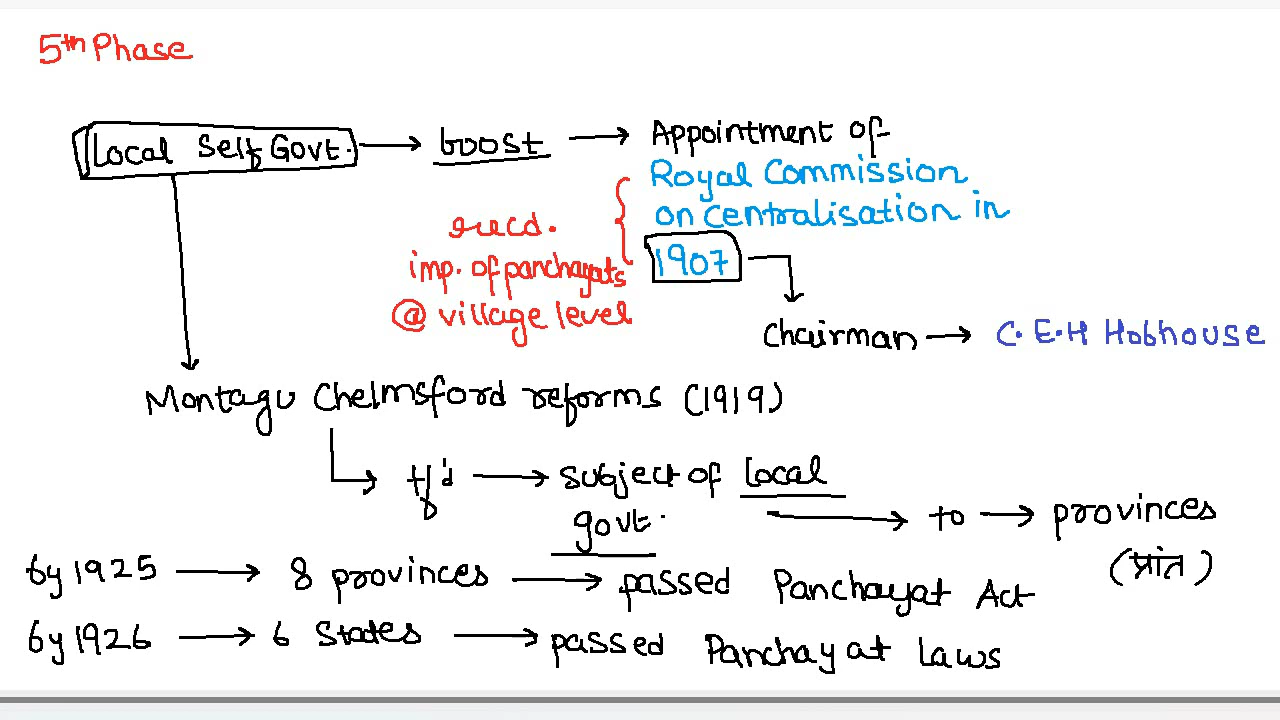 5th Phase
Local Self Govt. → boost → Appointment of
Royal Commission
on Centralisation in
1907
recd.
imp. of panchayats
@ village level
Chairman → C.E.H Hobhouse
Montagu Chelmsford reforms (1919)
t/f'd → subject of local
govt. → to → provinces
(प्रांत)
by 1925 → 8 provinces → passed Panchayat Act
by 1926 → 6 States → passed Panchayat Laws